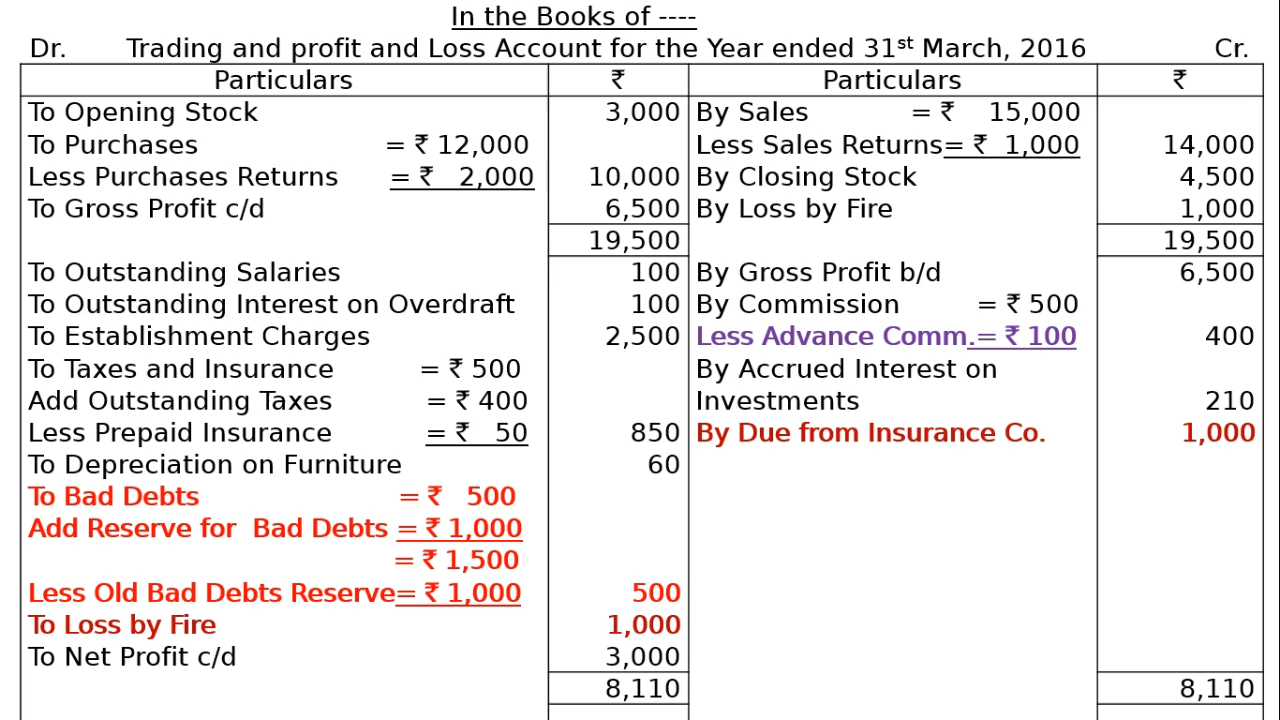 In the Books of ----
Dr. Trading and profit and Loss Account for the Year ended 31st March, 2016 Cr.
Particulars ₹ Particulars ₹
To Opening Stock 3,000 By Sales = ₹ 15,000
To Purchases = ₹ 12,000 Less Sales Returns= ₹ 1,000 14,000
Less Purchases Returns = ₹ 2,000 10,000 By Closing Stock 4,500
To Gross Profit c/d 6,500 By Loss by Fire 1,000
19,500 19,500
To Outstanding Salaries 100 By Gross Profit b/d 6,500
To Outstanding Interest on Overdraft 100 By Commission = ₹ 500
To Establishment Charges 2,500 Less Advance Comm.= ₹ 100 400
To Taxes and Insurance = ₹ 500 By Accrued Interest on
Add Outstanding Taxes = ₹ 400 Investments 210
Less Prepaid Insurance = ₹ 50 850 By Due from Insurance Co. 1,000
To Depreciation on Furniture 60
To Bad Debts = ₹ 500
Add Reserve for Bad Debts = ₹ 1,000
= ₹ 1,500
Less Old Bad Debts Reserve= ₹ 1,000 500
To Loss by Fire 1,000
To Net Profit c/d 3,000
8,110 8,110